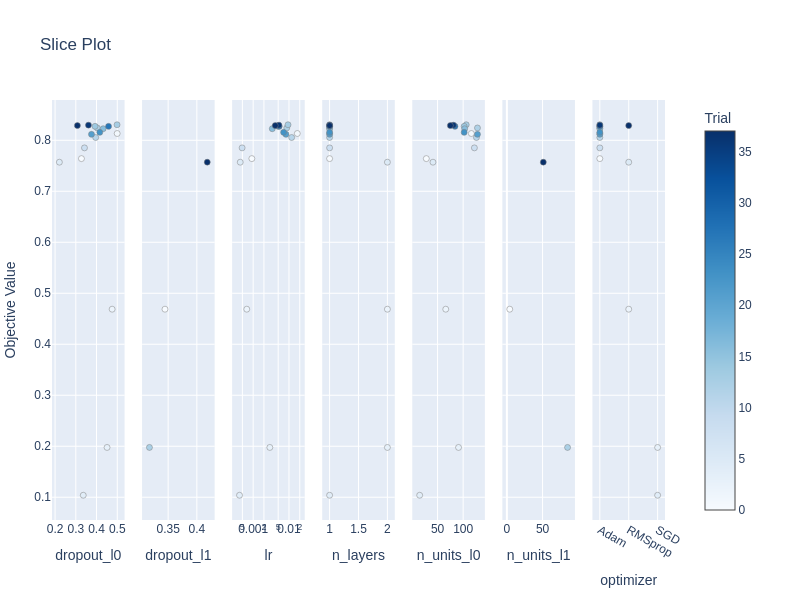 Slice Plot
Trial
Objective Value
0.8
0.7
0.6
0.5
0.4
0.3
0.2
0.1
0.2 0.3 0.4 0.5
0.35 0.4
0.001 0.01
1 1.5 2
50 100
0 50
Adam RMSprop SGD
dropout_l0 dropout_l1 lr n_layers n_units_l0 n_units_l1 optimizer
35
30
25
20
15
10
5
0